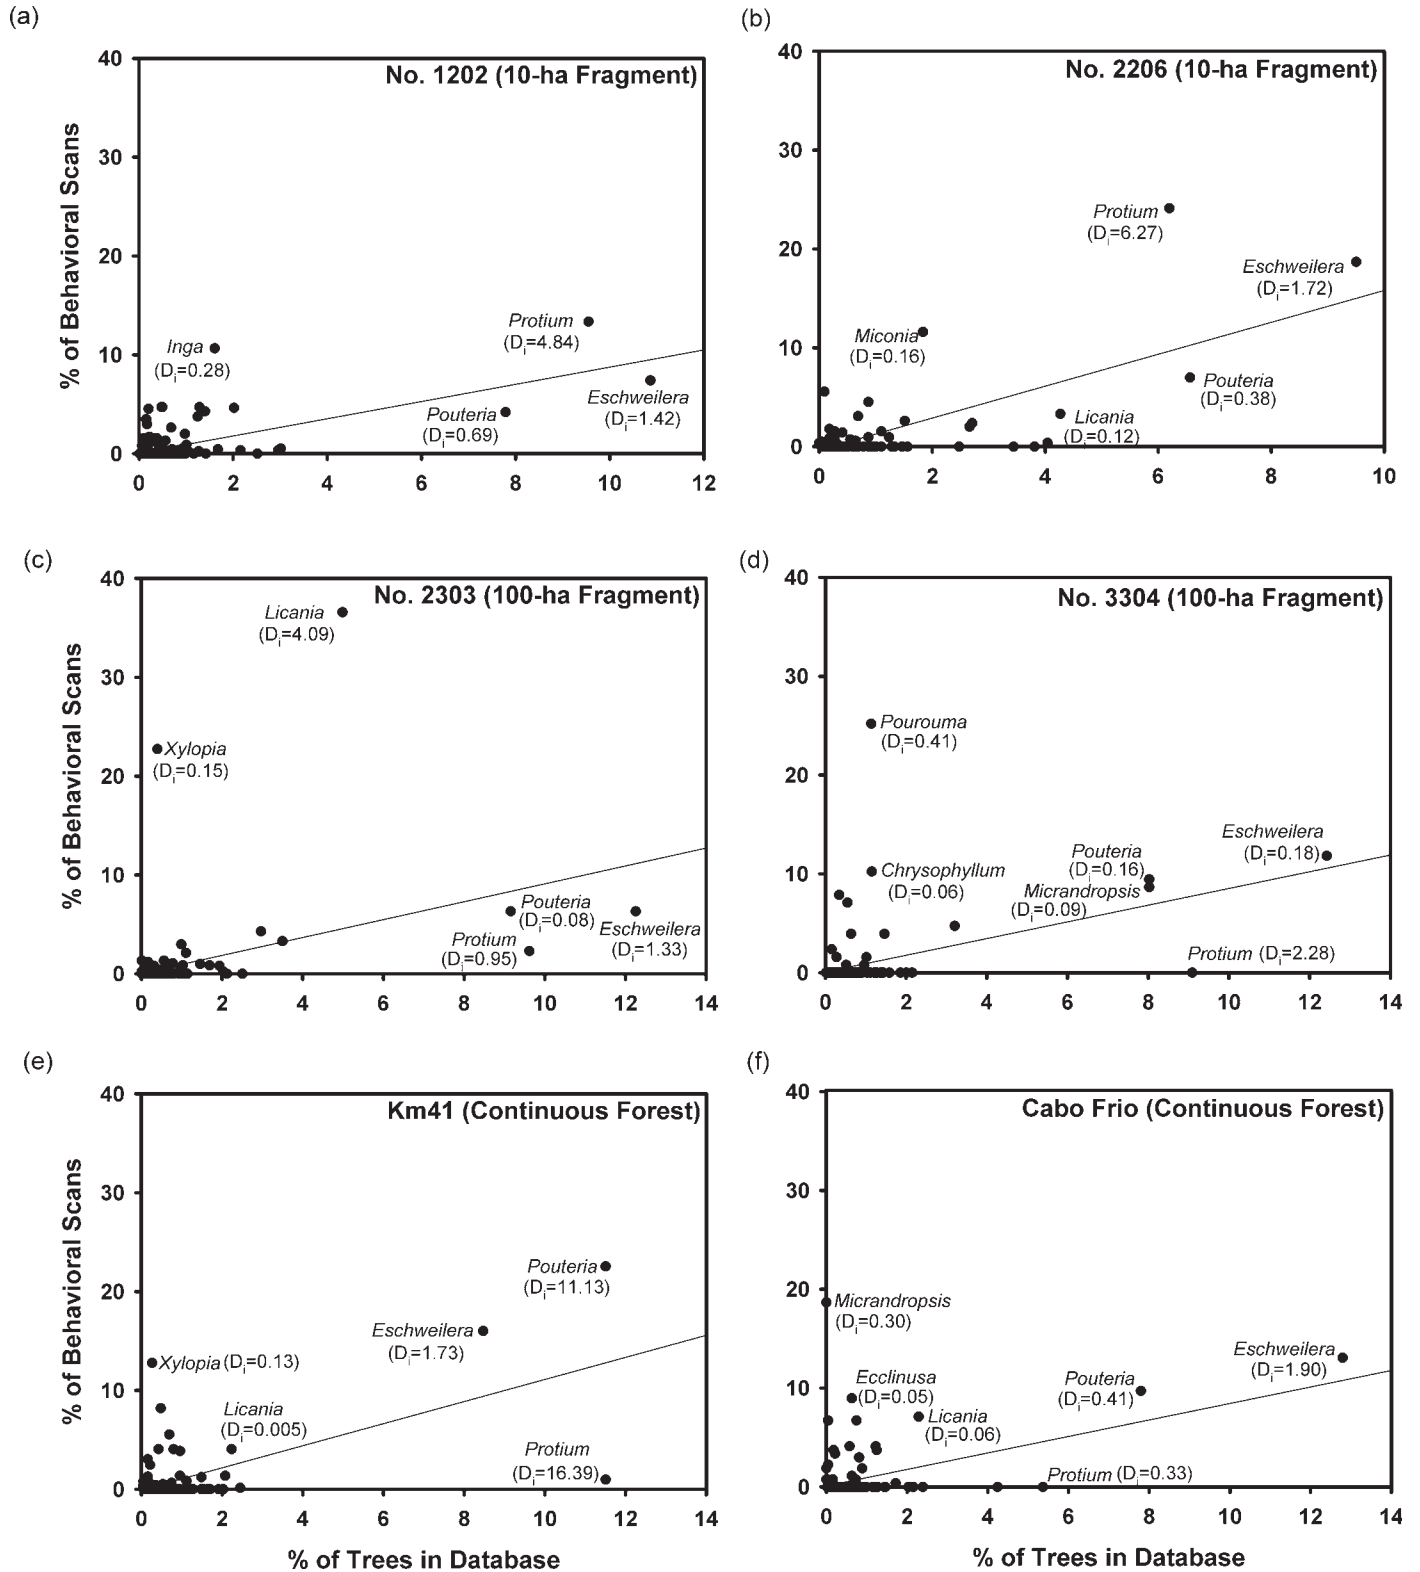 (a)
No. 1202 (10-ha Fragment)
% of Behavioral Scans
40
30
20
10
0
Inga
(Di=0.28)
Protium
(Di=4.84)
Pouteria
(Di=0.69)
Eschweilera
(Di=1.42)
0 2 4 6 8 10 12
(b)
No. 2206 (10-ha Fragment)
40
30
20
10
0
Protium
(Di=6.27)
Eschweilera
(Di=1.72)
Miconia
(Di=0.16)
Pouteria
(Di=0.38)
Licania
(Di=0.12)
0 2 4 6 8 10
(c)
No. 2303 (100-ha Fragment)
% of Behavioral Scans
40
30
20
10
0
Licania
(Di=4.09)
Xylopia
(Di=0.15)
Pouteria
(Di=0.08)
Protium
(Di=0.95)
Eschweilera
(Di=1.33)
0 2 4 6 8 10 12 14
(d)
No. 3304 (100-ha Fragment)
40
30
20
10
0
Pourouma
(Di=0.41)
Chrysophyllum
(Di=0.06)
Pouteria
(Di=0.16)
Micrandropsis
(Di=0.09)
Eschweilera
(Di=0.18)
Protium (Di=2.28)
0 2 4 6 8 10 12 14
(e)
Km41 (Continuous Forest)
% of Behavioral Scans
40
30
20
10
0
Pouteria
(Di=11.13)
Eschweilera
(Di=1.73)
Xylopia (Di=0.13)
Licania
(Di=0.005)
Protium
(Di=16.39)
0 2 4 6 8 10 12 14
% of Trees in Database
(f)
Cabo Frio (Continuous Forest)
40
30
20
10
0
Micrandropsis
(Di=0.30)
Ecclinusa
(Di=0.05)
Licania
(Di=0.06)
Pouteria
(Di=0.41)
Eschweilera
(Di=1.90)
Protium (Di=0.33)
0 2 4 6 8 10 12 14
% of Trees in Database